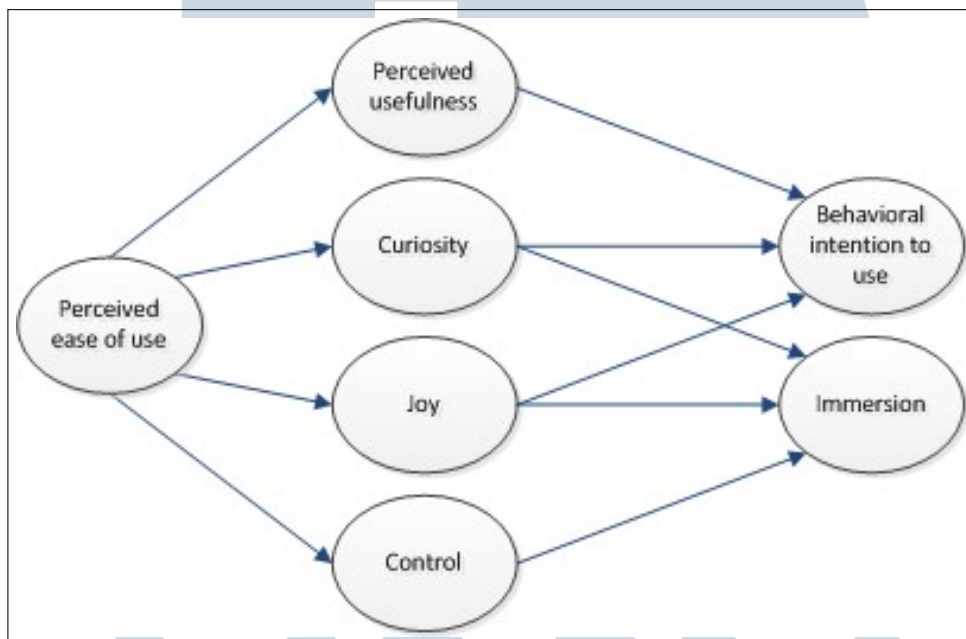 Perceived
usefulness
Curiosity
Behavioral
intention to
use
Perceived
ease of use
Joy
Immersion
Control